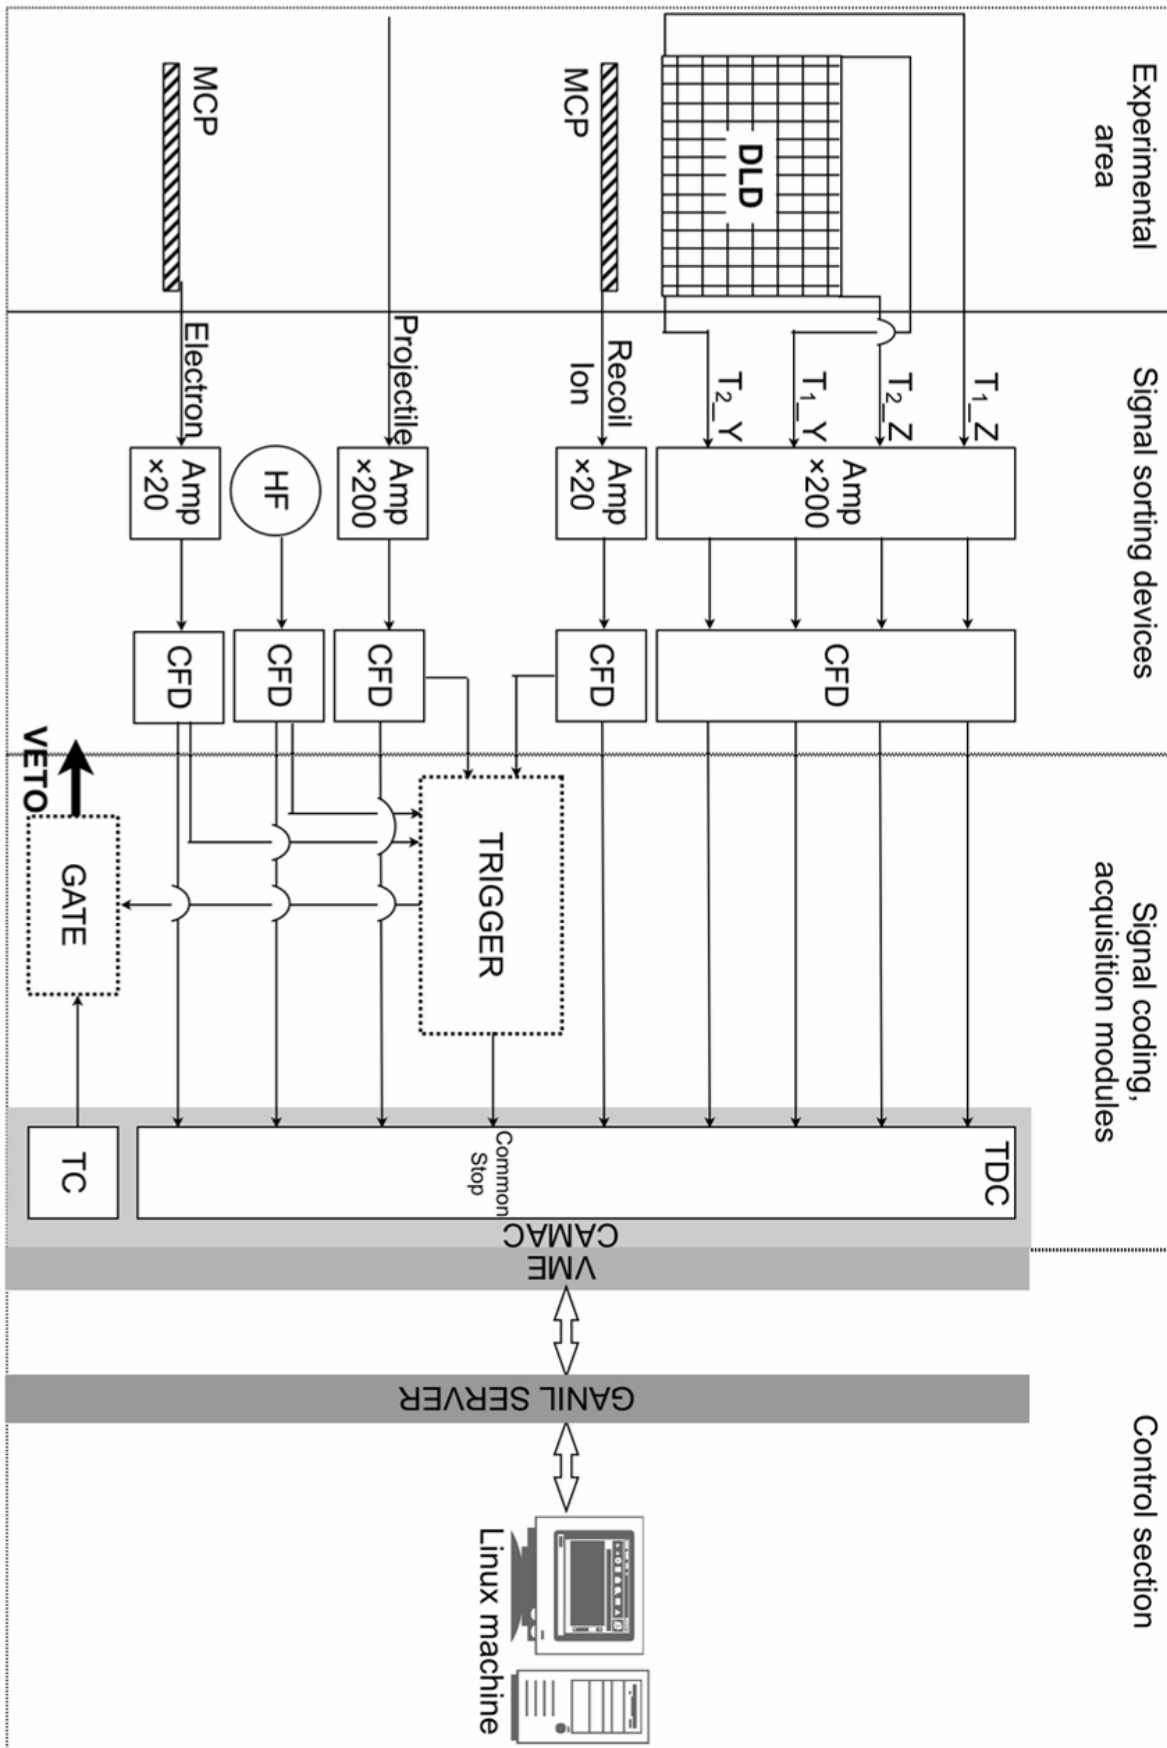 Experimental
area
Signal sorting devices
Signal coding,
acquisition modules
Control section
DLD
MCP
MCP
T1_Z
T2_Z
T1_Y
T2_Y
Recoil
Ion
Projectile
Electron
Amp
×200
Amp
×20
Amp
×200
HF
Amp
×20
CFD
CFD
CFD
CFD
CFD
TRIGGER
GATE
VETO
TDC
Common
Stop
TC
CAMAC
VME
GANIL SERVER
Linux machine